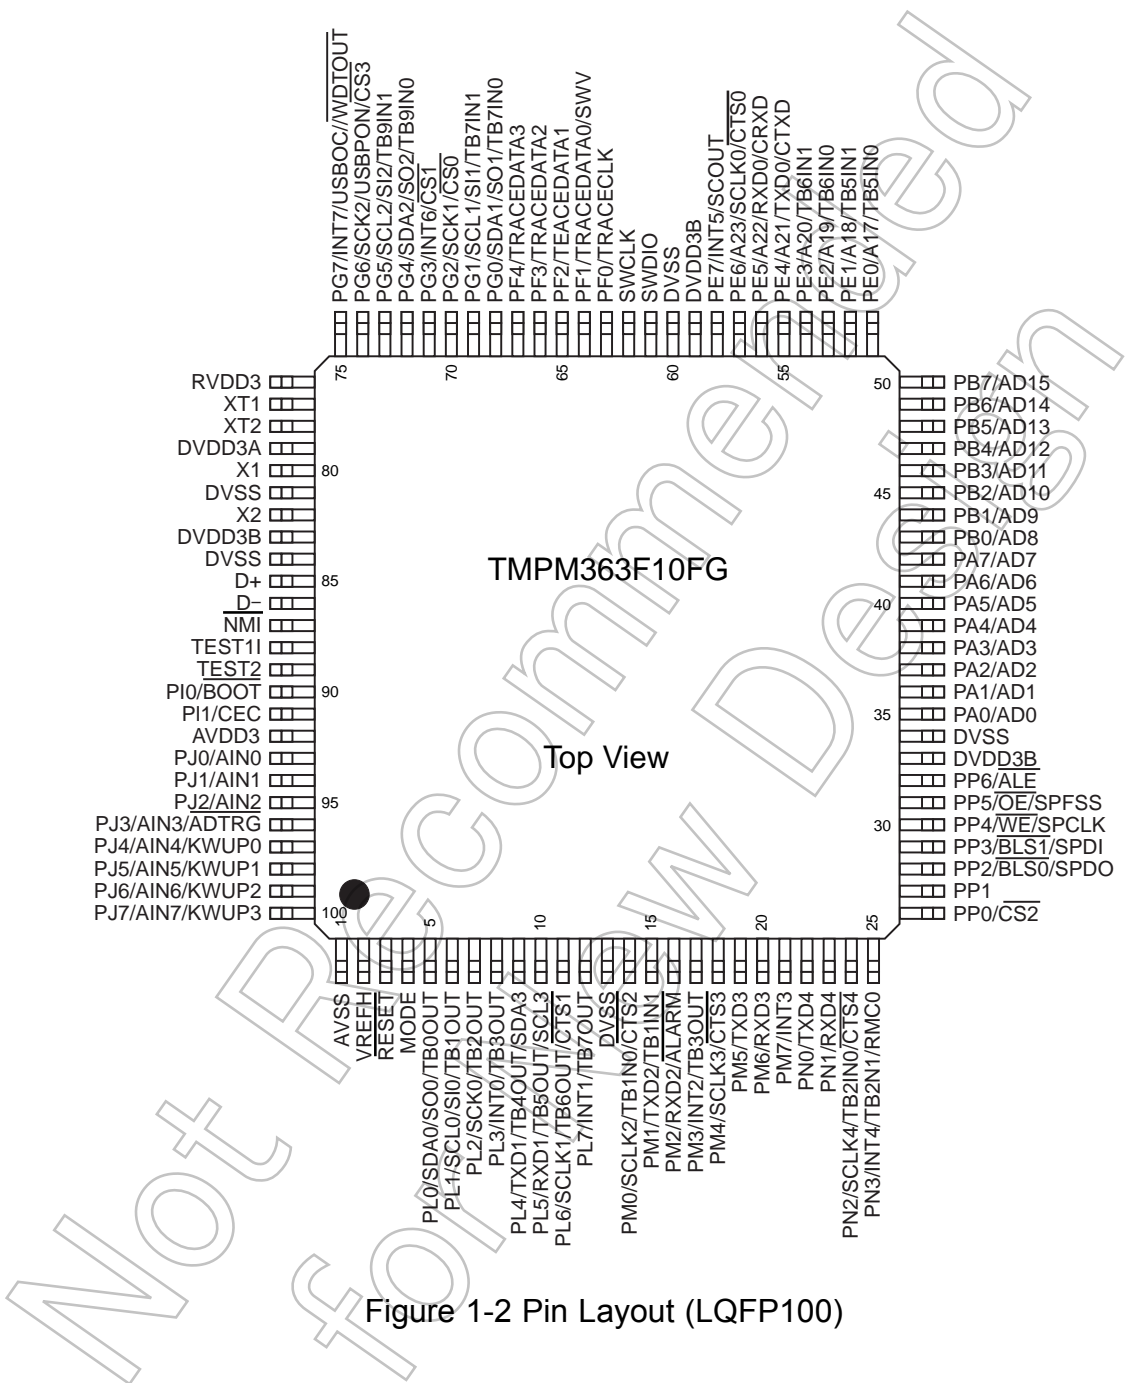 PG7/INT7/USBOC//WDTOUT
PG6/SCK2/USBPON/CS3
PG5/SCL2/SI2/TB9IN1
PG4/SDA2/SO2/TB9IN0
PG3/INT6/CS1
PG2/SCK1/CS0
PG1/SCL1/SI1/TB7IN1
PG0/SDA1/SO1/TB7IN0
PF4/TRACEDATA3
PF3/TRACEDATA2
PF2/TEACEDATA1
PF1/TRACEDATA0/SWV
PF0/TRACECLK
SWCLK
SWDIO
DVSS
DVDD3B
PE7/INT5/SCOUT
PE6/A23/SCLK0/CTS0
PE5/A22/RXD0/CRXD
PE4/A21/TXD0/CTXD
PE3/A20/TB6IN1
PE2/A19/TB6IN0
PE1/A18/TB5IN1
PE0/A17/TB5IN0
75
70
65
60
55
50
RVDD3
XT1
XT2
DVDD3A
X1
DVSS
X2
DVDD3B
DVSS
D+
D−
NMI
TEST1I
TEST2
PI0/BOOT
PI1/CEC
AVDD3
PJ0/AIN0
PJ1/AIN1
PJ2/AIN2
PJ3/AIN3/ADTRG
PJ4/AIN4/KWUP0
PJ5/AIN5/KWUP1
PJ6/AIN6/KWUP2
PJ7/AIN7/KWUP3
80
85
90
95
100
TMPM363F10FG
Top View
45
40
35
30
PB7/AD15
PB6/AD14
PB5/AD13
PB4/AD12
PB3/AD11
PB2/AD10
PB1/AD9
PB0/AD8
PA7/AD7
PA6/AD6
PA5/AD5
PA4/AD4
PA3/AD3
PA2/AD2
PA1/AD1
PA0/AD0
DVSS
DVDD3B
PP6/ALE
PP5/OE/SPFSS
PP4/WE/SPCLK
PP3/BLS1/SPDI
PP2/BLS0/SPDO
PP1
PP0/CS2
1
5
10
15
20
25
AVSS
VREFH
RESET
MODE
PL0/SDA0/SO0/TB0OUT
PL1/SCL0/SI0/TB1OUT
PL2/SCK0/TB2OUT
PL3/INT0/TB3OUT
PL4/TXD1/TB4OUT/SDA3
PL5/RXD1/TB5OUT/SCL3
PL6/SCLK1/TB6OUT/CTS1
PL7/INT1/TB7OUT
DVSS
PM0/SCLK2/TB1N0/CTS2
PM1/TXD2/TB1IN1
PM2/RXD2/ALARM
PM3/INT2/TB3OUT
PM4/SCLK3/CTS3
PM5/TXD3
PM6/RXD3
PM7/INT3
PN0/TXD4
PN1/RXD4
PN2/SCLK4/TB2IN0/CTS4
PN3/INT4/TB2N1/RMC0
Not Recommended
for New Design
Figure 1-2 Pin Layout (LQFP100)